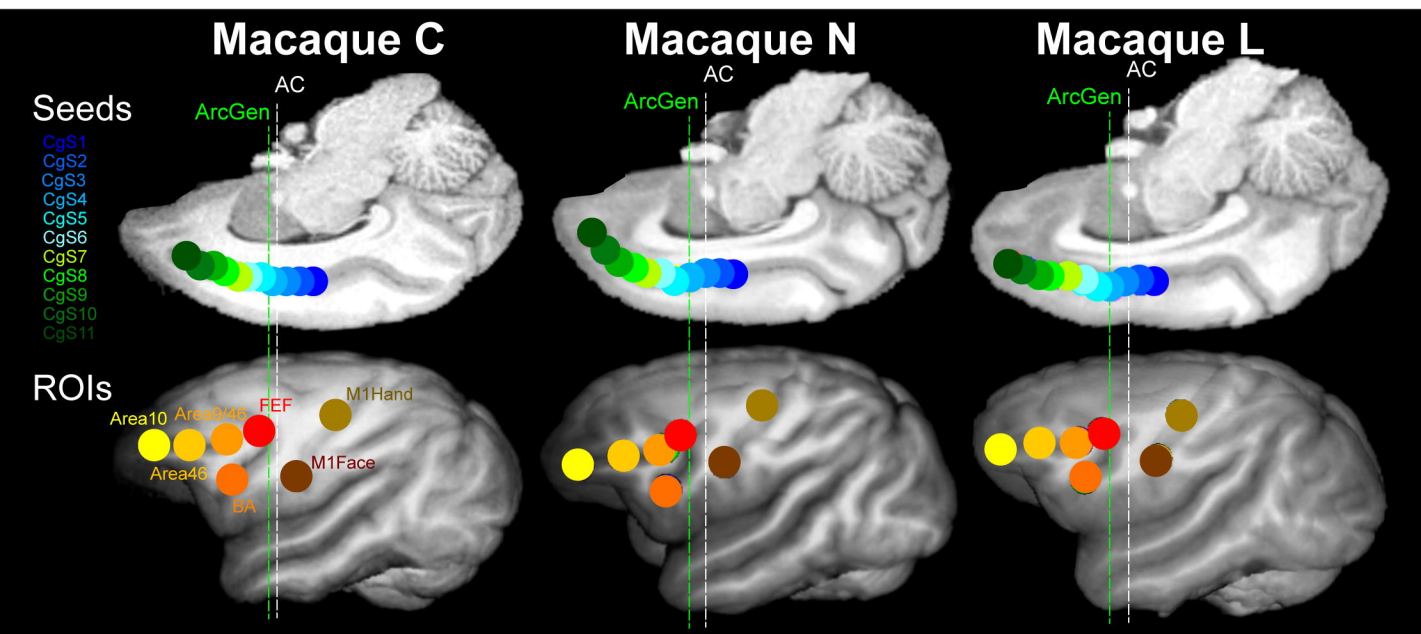 Macaque C
Macaque N
Macaque L
AC
AC
AC
ArcGen
ArcGen
ArcGen
Seeds
CgS1
CgS2
CgS3
CgS4
CgS5
CgS6
CgS7
CgS8
CgS9
CgS10
CgS11
ROIs
Area10
Area9/46
FEF
M1Hand
Area46
M1Face
BA